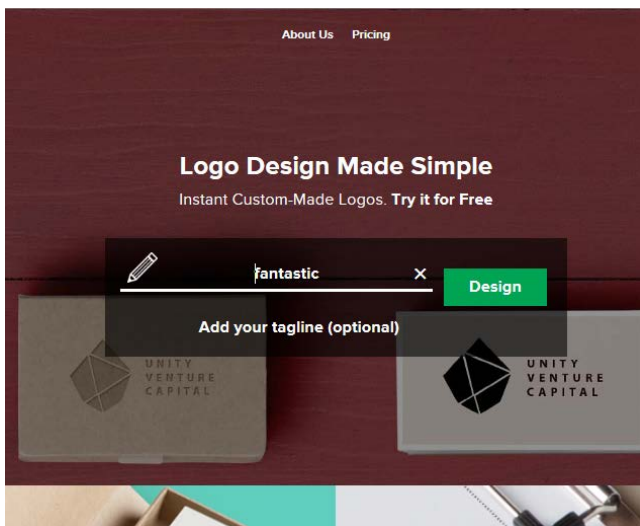 About Us Pricing
Logo Design Made Simple
Instant Custom-Made Logos. Try it for Free
fantastic
Design
Add your tagline (optional)
UNITY
VENTURE
CAPITAL
UNITY
VENTURE
CAPITAL